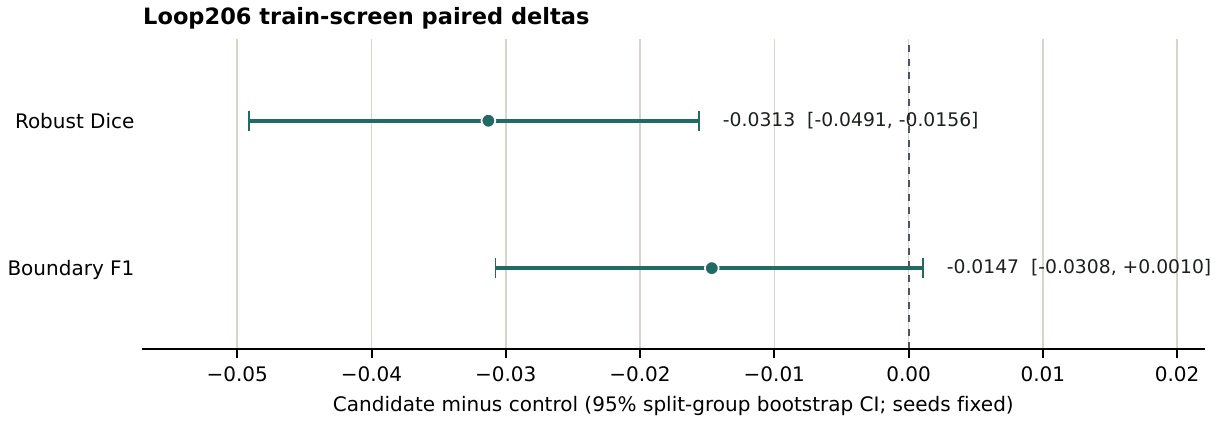 Loop206 train-screen paired deltas
Robust Dice
-0.0313 [-0.0491, -0.0156]
Boundary F1
-0.0147 [-0.0308, +0.0010]
−0.05 −0.04 −0.03 −0.02 −0.01 0.00 0.01 0.02
Candidate minus control (95% split-group bootstrap CI; seeds fixed)